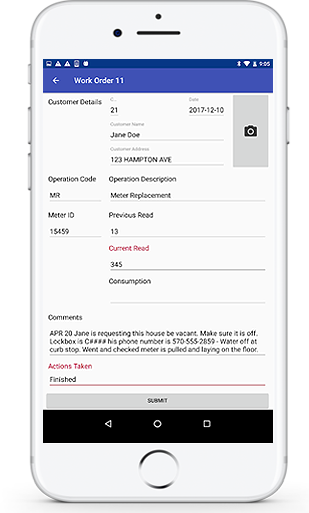 9:05
Work Order 11
Customer Details
C...
Date
21
2017-12-10
Customer Name
Jane Doe
Customer Address
123 HAMPTON AVE
Operation Code
Operation Description
MR
Meter Replacement
Meter ID
Previous Read
15459
13
Current Read
345
Consumption
Comments
APR 20 Jane is requesting this house be vacant. Make sure it is off.
Lockbox is C#### his phone number is 570-555-2859 - Water off at
curb stop. Went and checked meter is pulled and laying on the floor.
Actions Taken
Finished
SUBMIT